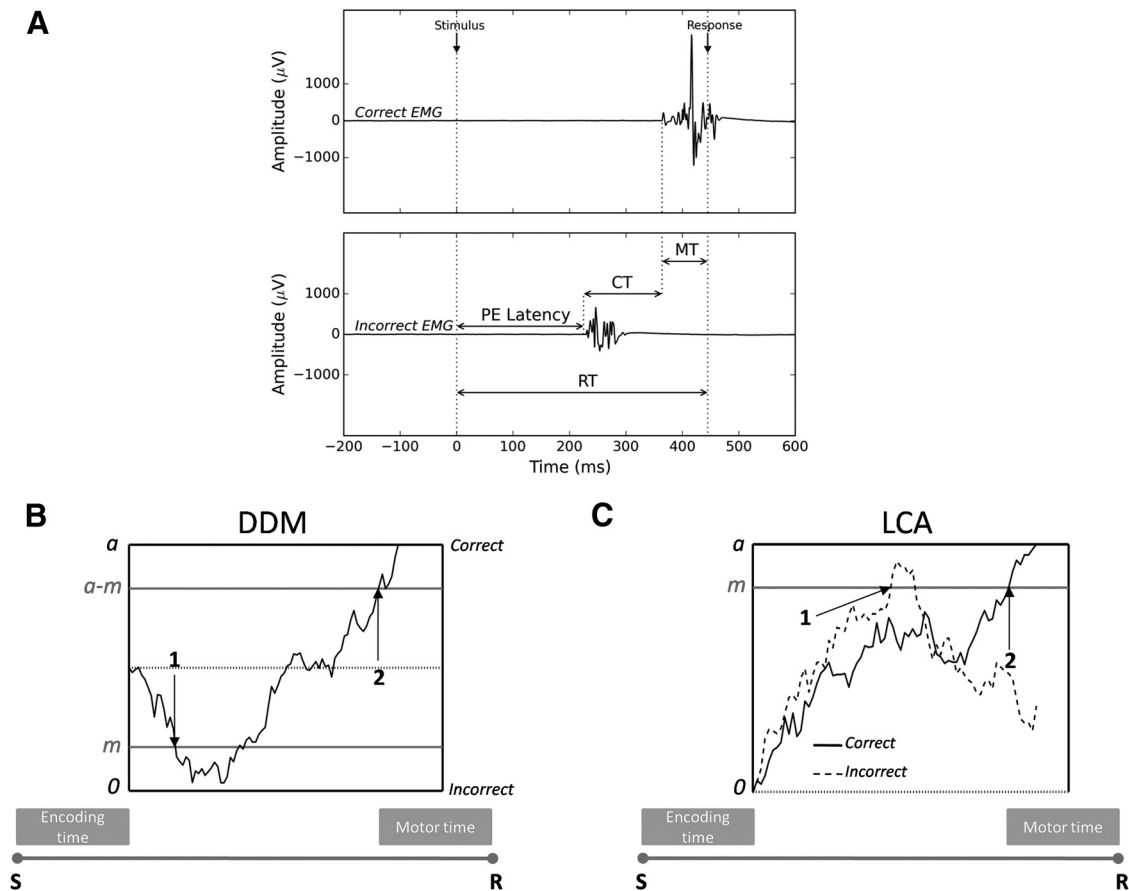 A
Stimulus
Response
Amplitude (μV)
1000
0
−1000
Correct EMG
Amplitude (μV)
1000
0
−1000
Incorrect EMG
MT
CT
PE Latency
RT
−200 −100 0 100 200 300 400 500 600
Time (ms)
B
DDM
a
Correct
a-m
1
2
m
0
Incorrect
Encoding
time
Motor time
S
R
C
LCA
a
m
1
2
Correct
Incorrect
0
Encoding
time
Motor time
S
R